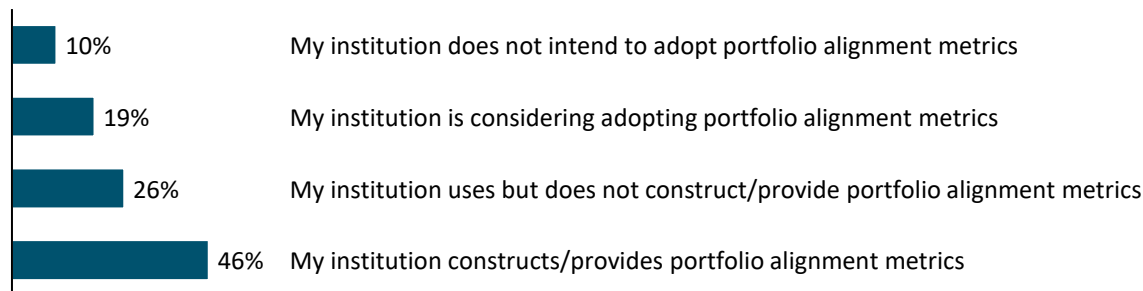 10% My institution does not intend to adopt portfolio alignment metrics
19% My institution is considering adopting portfolio alignment metrics
26% My institution uses but does not construct/provide portfolio alignment metrics
46% My institution constructs/provides portfolio alignment metrics